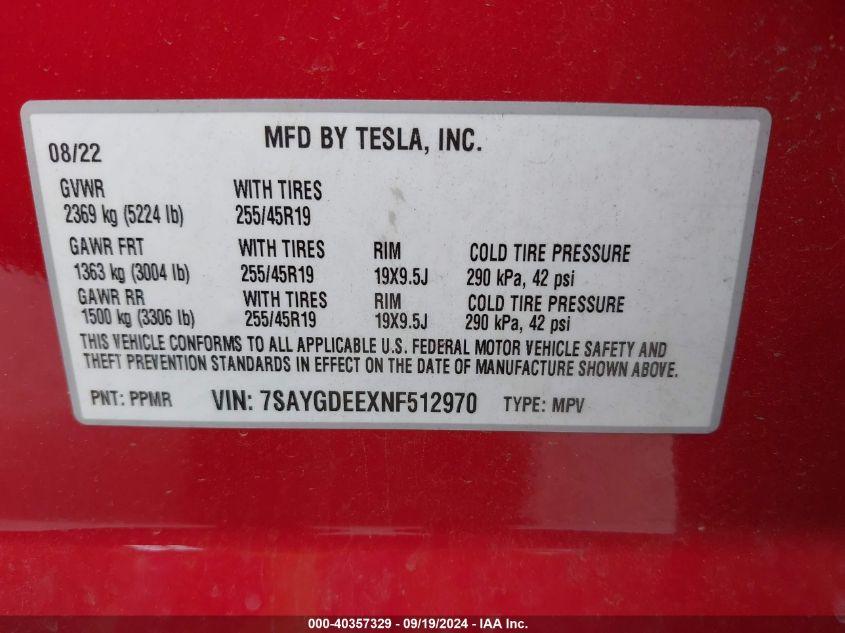 MFD BY TESLA, INC.
08/22
GVWR WITH TIRES
2369 kg (5224 lb) 255/45R19
GAWR FRT WITH TIRES RIM COLD TIRE PRESSURE
1363 kg (3004 lb) 255/45R19 19X9.5J 290 kPa, 42 psi
GAWR RR WITH TIRES RIM COLD TIRE PRESSURE
1500 kg (3306 lb) 255/45R19 19X9.5J 290 kPa, 42 psi
THIS VEHICLE CONFORMS TO ALL APPLICABLE U.S. FEDERAL MOTOR VEHICLE SAFETY AND
THEFT PREVENTION STANDARDS IN EFFECT ON THE DATE OF MANUFACTURE SHOWN ABOVE.
PNT: PPMR VIN: 7SAYGDEEXNF512970 TYPE: MPV
000-40357329 - 09/19/2024 - IAA Inc.